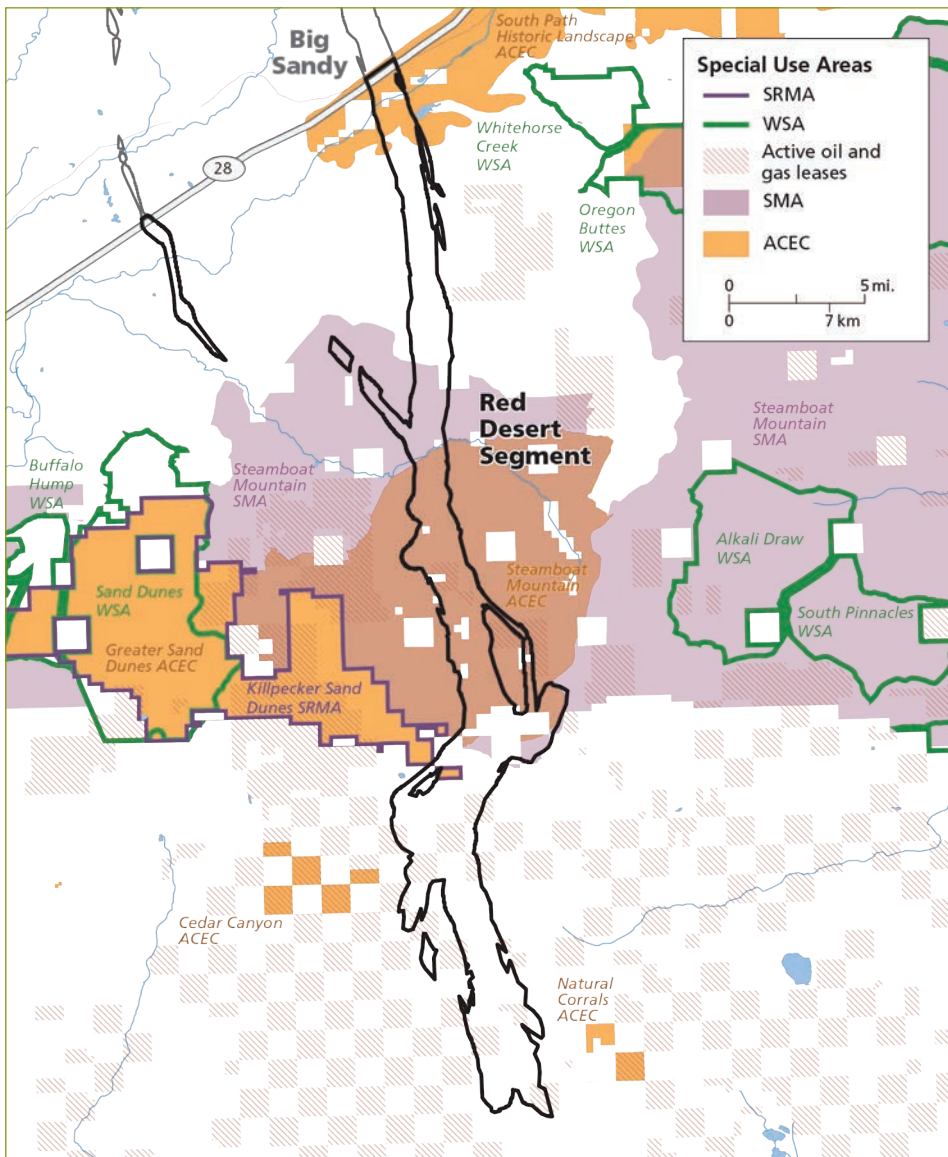 South Path
Historic Landscape
ACEC
Big
Sandy
Special Use Areas
SRMA
WSA
Active oil and
gas leases
SMA
ACEC
0
5 mi.
0
7 km
Whitehorse
Creek
WSA
28
Oregon
Buttes
WSA
Red
Desert
Segment
Steamboat
Mountain
SMA
Buffalo
Hump
WSA
Steamboat
Mountain
SMA
Alkali Draw
WSA
Steamboat
Mountain
ACEC
Sand Dunes
WSA
South Pinnacles
WSA
Greater Sand
Dunes ACEC
Killpecker Sand
Dunes SRMA
Cedar Canyon
ACEC
Natural
Corrals
ACEC